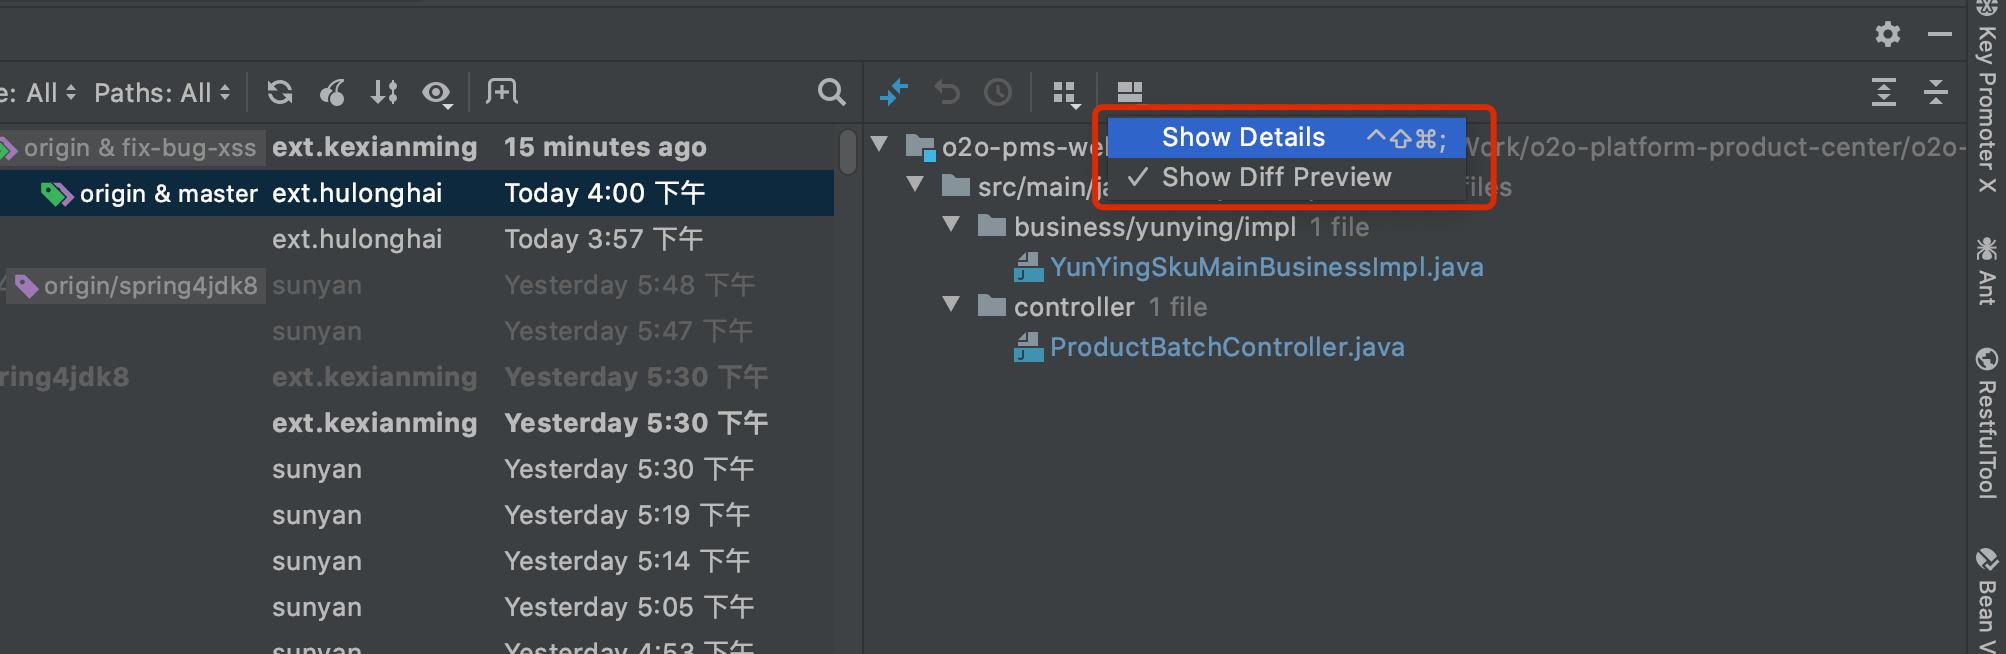 e: All Paths: All
origin & fix-bug-xss ext.kexianming 15 minutes ago
origin & master ext.hulonghai Today 4:00 下午
ext.hulonghai Today 3:57 下午
origin/spring4jdk8 sunyan Yesterday 5:48 下午
sunyan Yesterday 5:47 下午
ring4jdk8 ext.kexianming Yesterday 5:30 下午
ext.kexianming Yesterday 5:30 下午
sunyan Yesterday 5:30 下午
sunyan Yesterday 5:19 下午
sunyan Yesterday 5:14 下午
sunyan Yesterday 5:05 下午
sunyan Yesterday 4:53 下午
Show Details ⌃⇧⌘;
✓ Show Diff Preview
o2o-pms-we Work/o2o-platform-product-center/o2o-
src/main/ja files
business/yunying/impl 1 file
YunYingSkuMainBusinessImpl.java
controller 1 file
ProductBatchController.java
Key Promoter X
Ant
RestfulTool
Bean V